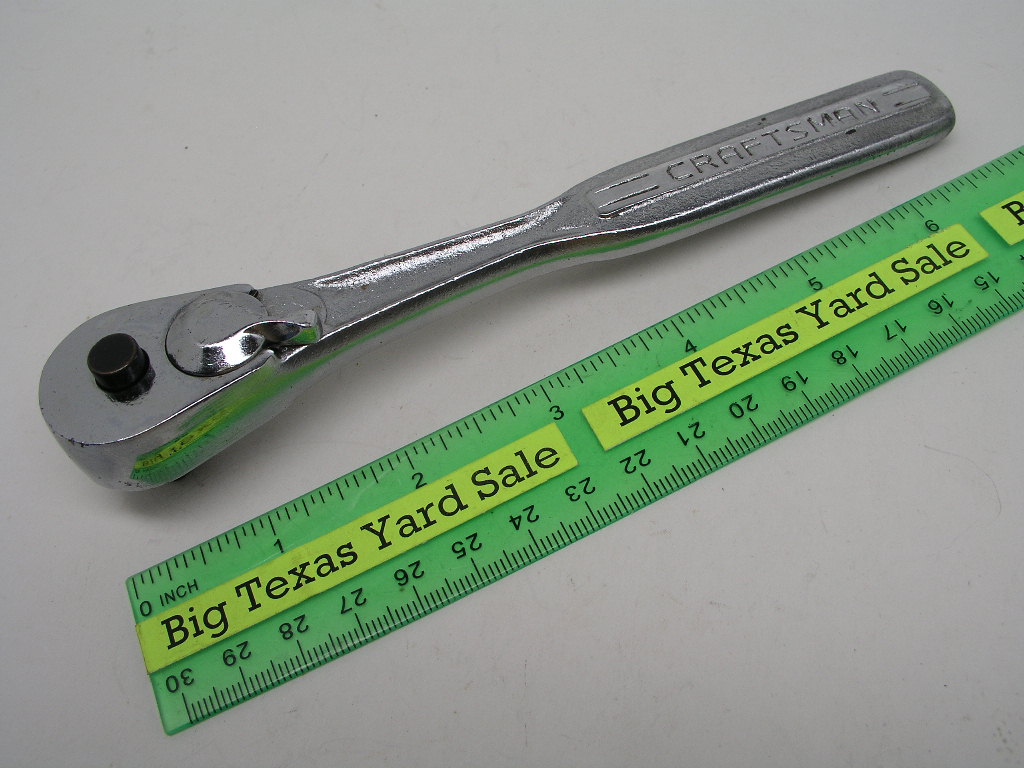 CRAFTSMAN
0 INCH 1 2 3 4 5 6
Big Texas Yard Sale
Big Texas Yard Sale
B
30 29 28 27 26 25 24 23 22 21 20 19 18 17 16 15